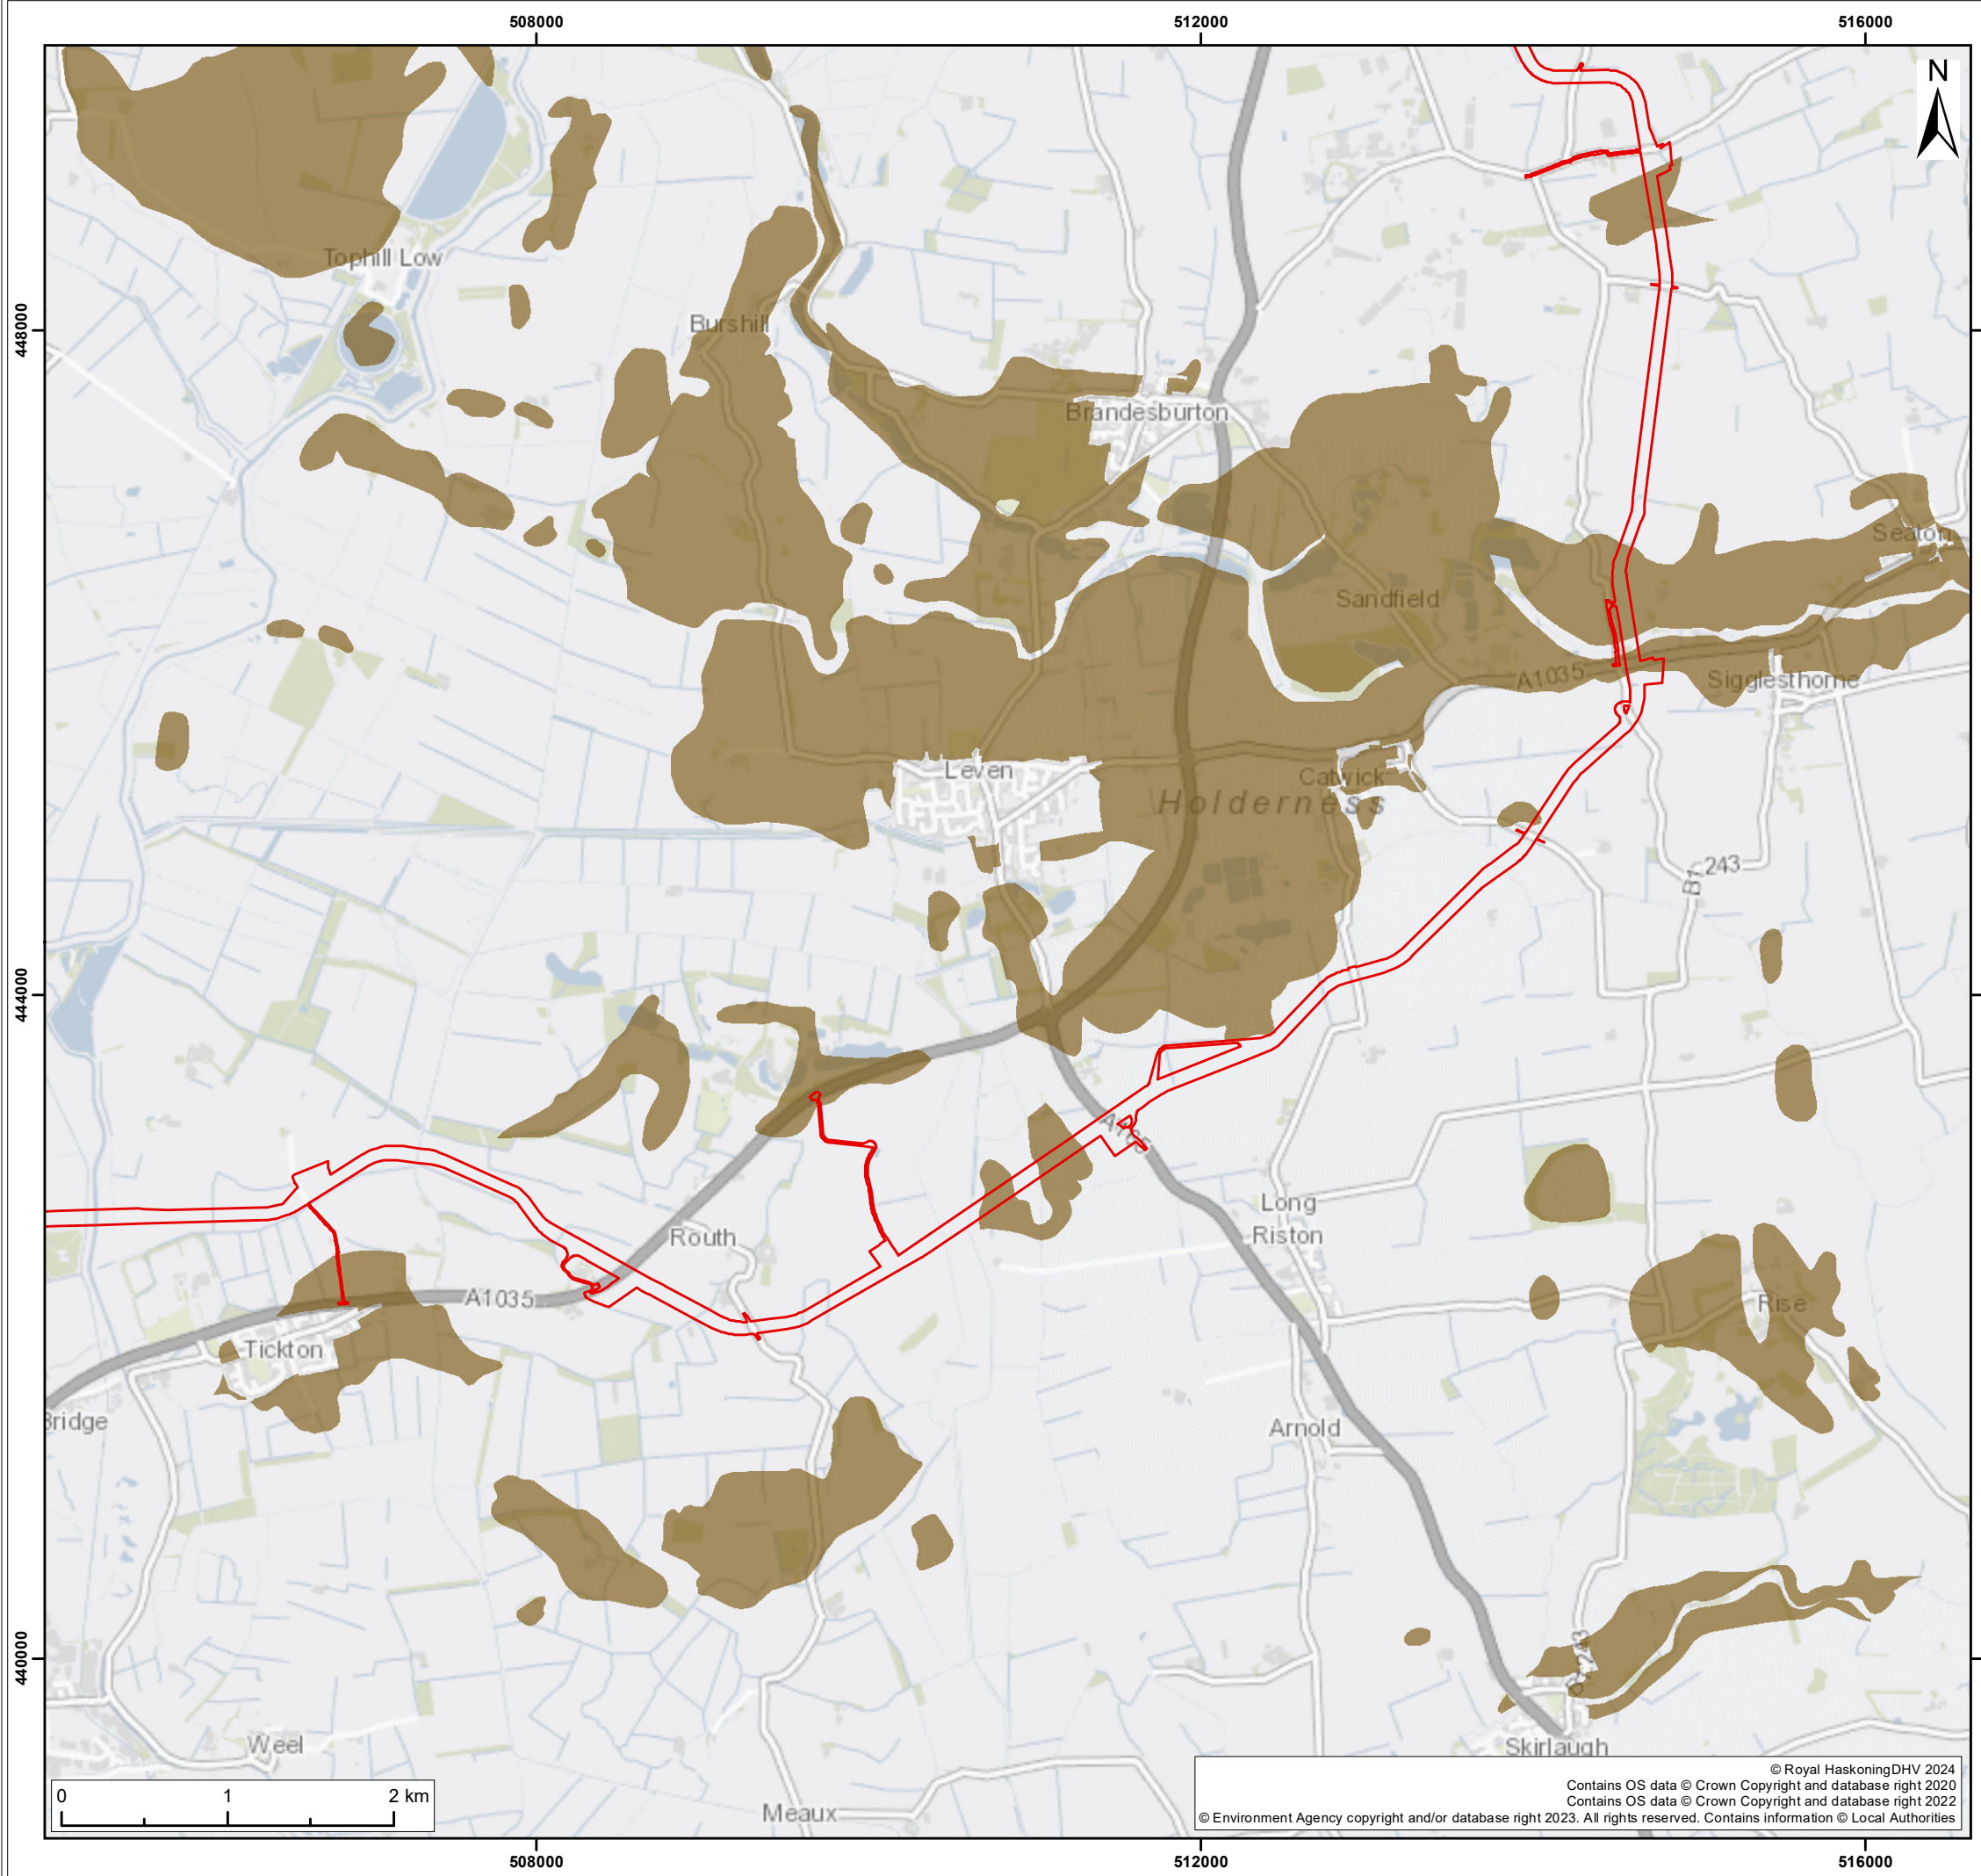 508000
512000
516000
N
448000
Tophill Low
Burshill
Brandesburton
Seaton
Sandfield
A1035
Sigglesthorne
Leven
Catwick
Holderness
B1243
444000
A165
Long
Riston
Routh
A1035
Rise
Tickton
Bridge
Arnold
440000
B1243
Weel
Skirlaugh
Meaux
0 1 2 km
© Royal HaskoningDHV 2024
Contains OS data © Crown Copyright and database right 2020
Contains OS data © Crown Copyright and database right 2022
© Environment Agency copyright and/or database right 2023. All rights reserved. Contains information © Local Authorities
508000
512000
516000